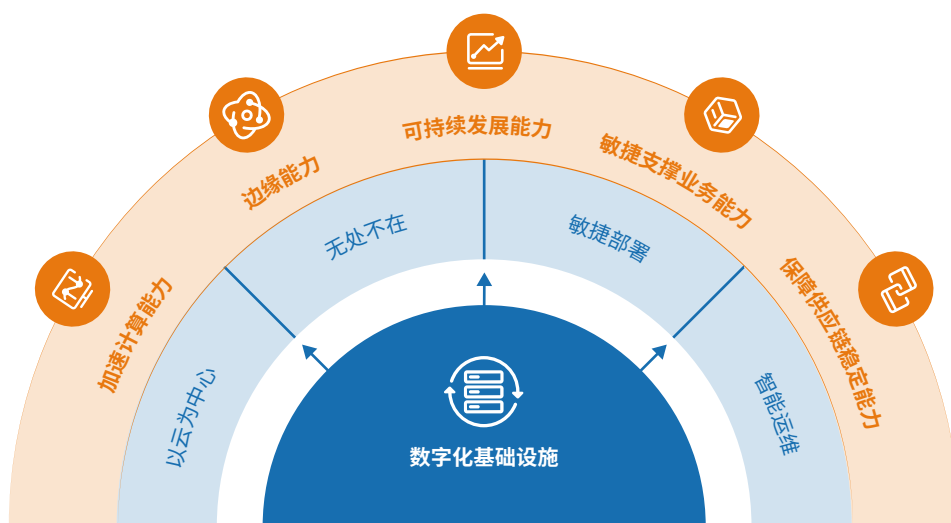 可持续发展能力
边缘能力
敏捷支撑业务能力
加速计算能力
保障供应链稳定能力
无处不在
敏捷部署
以云为中心
智能运维
数字化基础设施